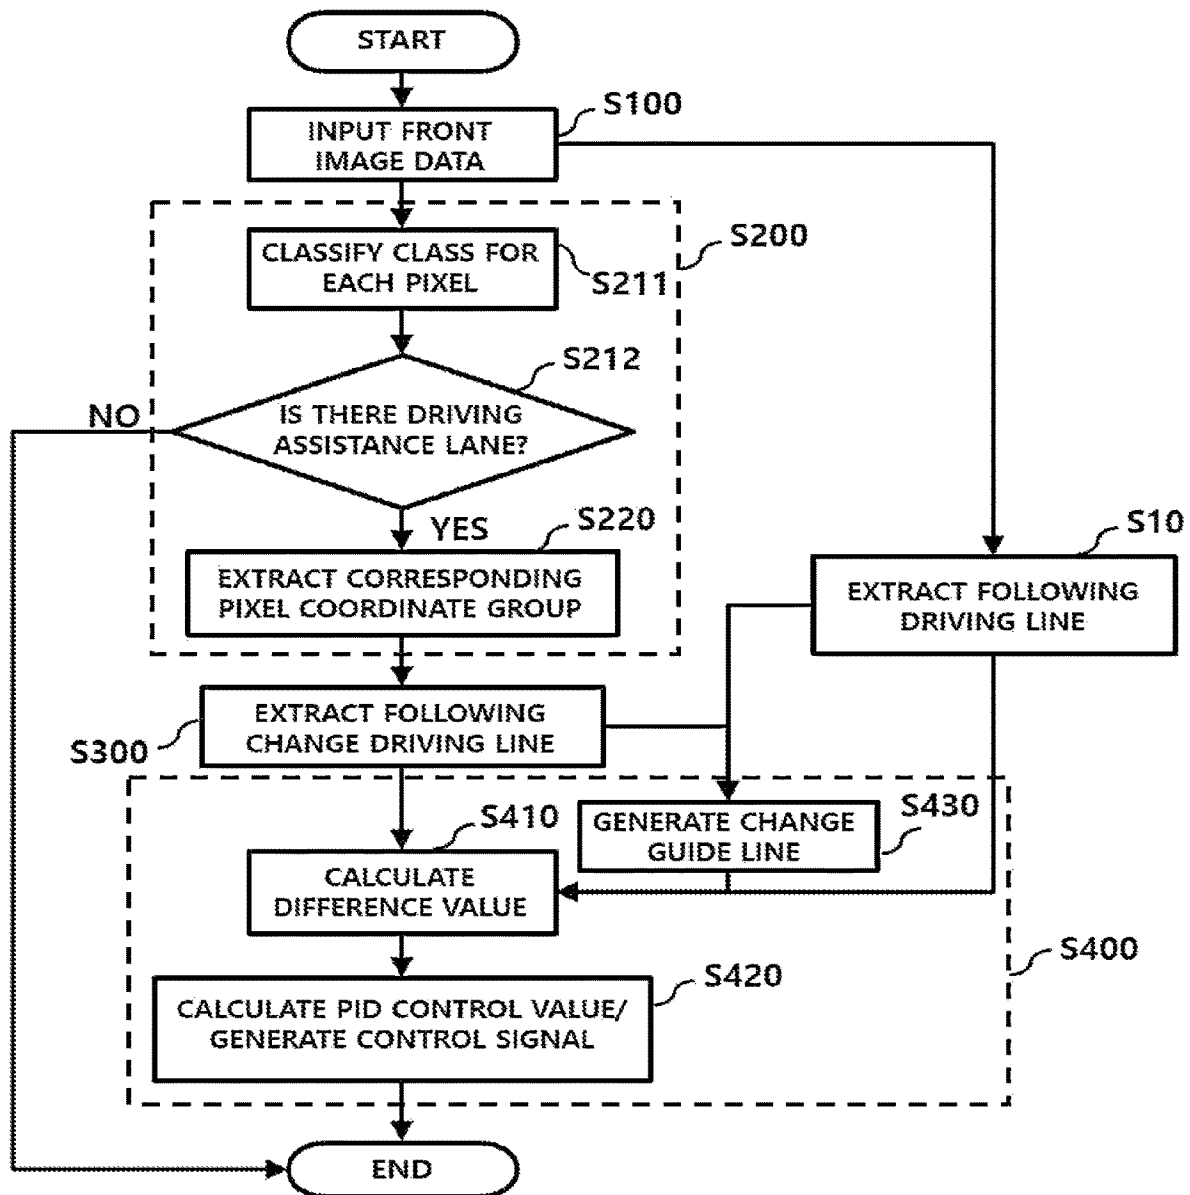 START
S100
INPUT FRONT
IMAGE DATA
S200
CLASSIFY CLASS FOR
EACH PIXEL
S211
S212
NO
IS THERE DRIVING
ASSISTANCE LANE?
YES
S220
S10
EXTRACT CORRESPONDING
PIXEL COORDINATE GROUP
EXTRACT FOLLOWING
DRIVING LINE
EXTRACT FOLLOWING
CHANGE DRIVING LINE
S300
S410
S430
GENERATE CHANGE
GUIDE LINE
CALCULATE
DIFFERENCE VALUE
S400
S420
CALCULATE PID CONTROL VALUE/
GENERATE CONTROL SIGNAL
END